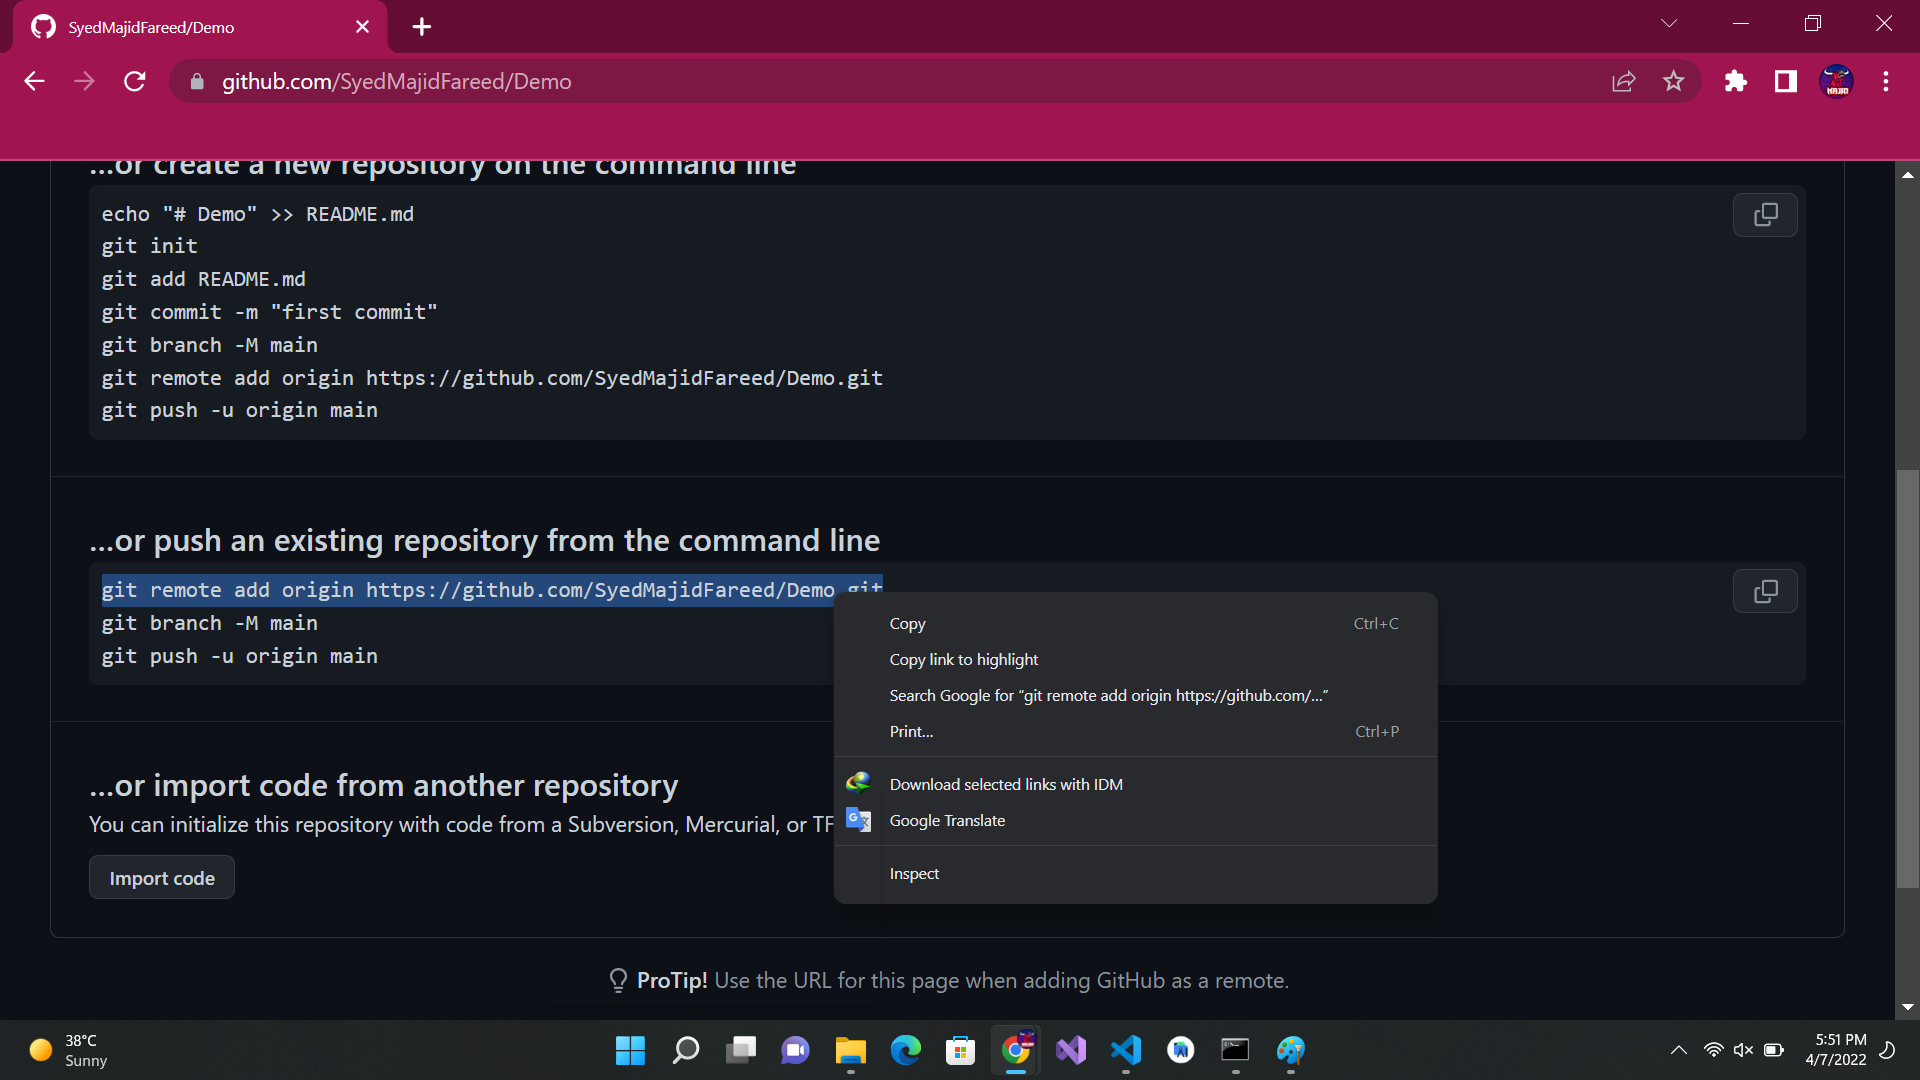 SyedMajidFareed/Demo
github.com/SyedMajidFareed/Demo
MAJID
...or create a new repository on the command line
echo "# Demo" >> README.md
git init
git add README.md
git commit -m "first commit"
git branch -M main
git remote add origin https://github.com/SyedMajidFareed/Demo.git
git push -u origin main
...or push an existing repository from the command line
git remote add origin https://github.com/SyedMajidFareed/Demo.git
git branch -M main
git push -u origin main
Copy Ctrl+C
Copy link to highlight
Search Google for “git remote add origin https://github.com/...”
Print... Ctrl+P
Download selected links with IDM
Google Translate
Inspect
...or import code from another repository
You can initialize this repository with code from a Subversion, Mercurial, or TF
Import code
ProTip! Use the URL for this page when adding GitHub as a remote.
38°C
Sunny
5:51 PM
4/7/2022